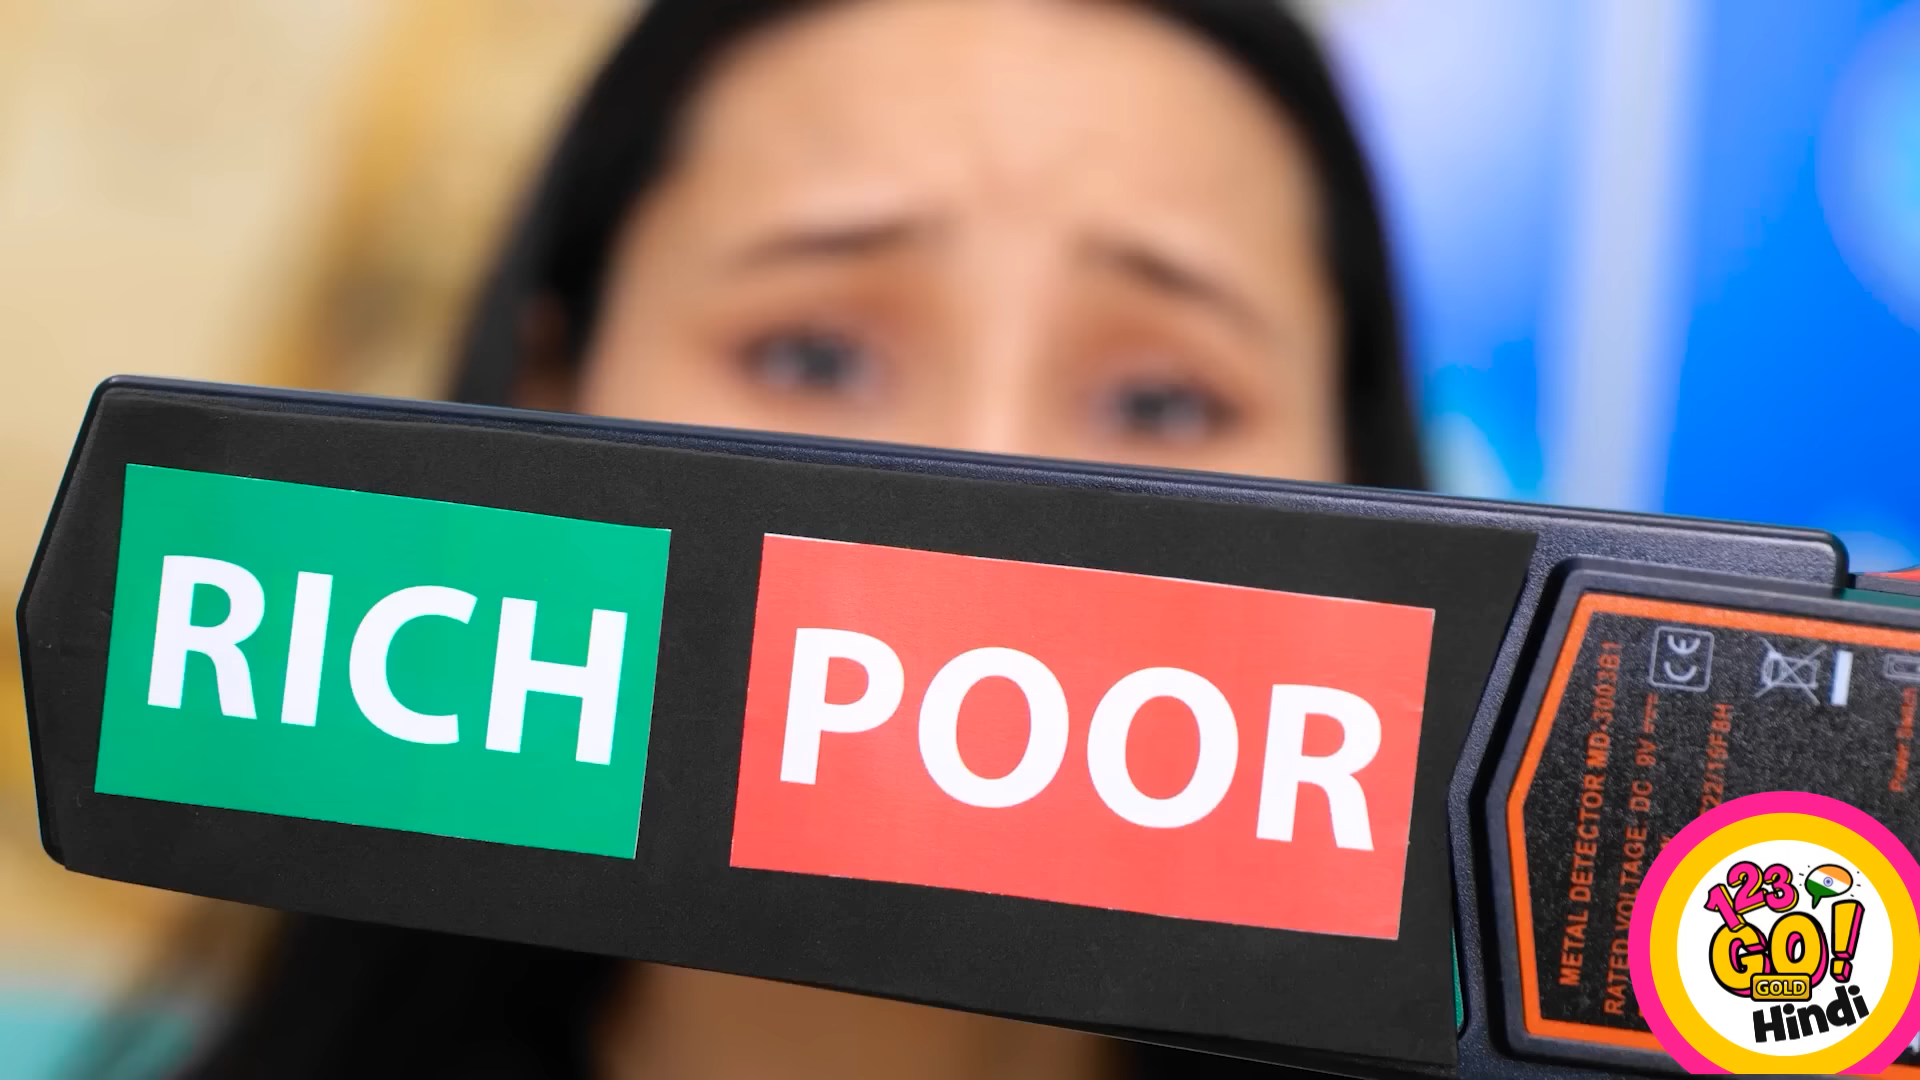 RICH
POOR
METAL DETECTOR MD-3003B1
RATED VOLTAGE: DC 9V
CE
123
GO!
GOLD
Hindi